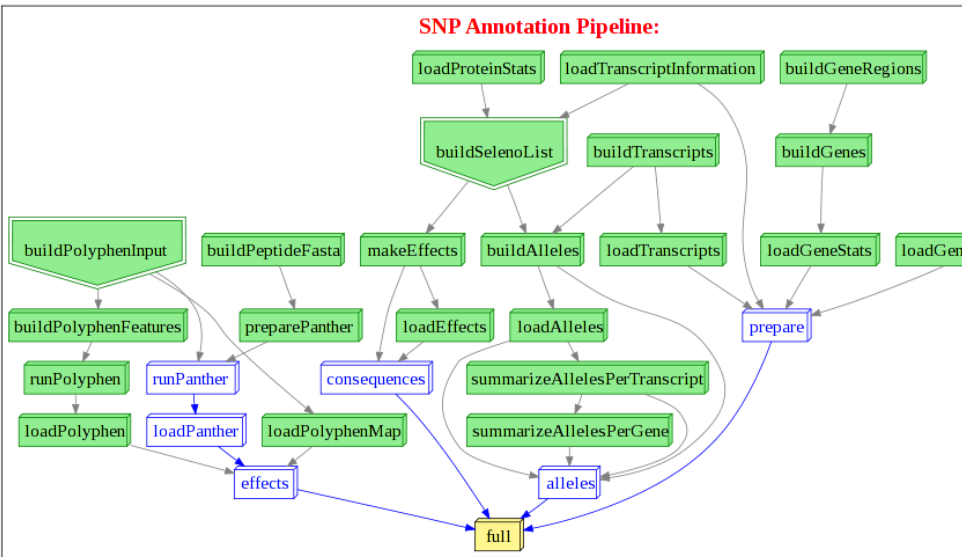 SNP Annotation Pipeline:
loadProteinStats
loadTranscriptInformation
buildGeneRegions
buildSelenoList
buildTranscripts
buildGenes
buildPolyphenInput
buildPeptideFasta
makeEffects
buildAlleles
loadTranscripts
loadGeneStats
loadGen
buildPolyphenFeatures
preparePanther
loadEffects
loadAlleles
prepare
runPolyphen
runPanther
consequences
summarizeAllelesPerTranscript
loadPolyphen
loadPanther
loadPolyphenMap
summarizeAllelesPerGene
effects
alleles
full